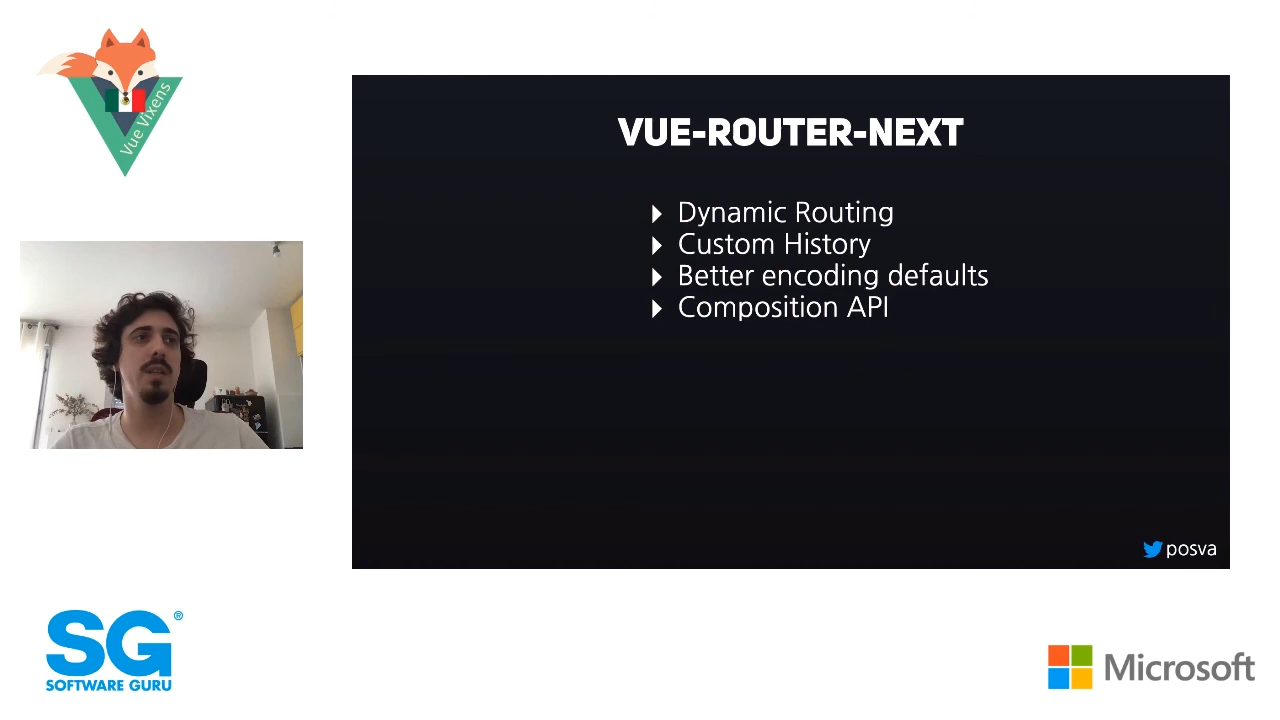 Vue Vixens
VUE-ROUTER-NEXT
Dynamic Routing
Custom History
Better encoding defaults
Composition API
posva
SG®
SOFTWARE GURU
Microsoft